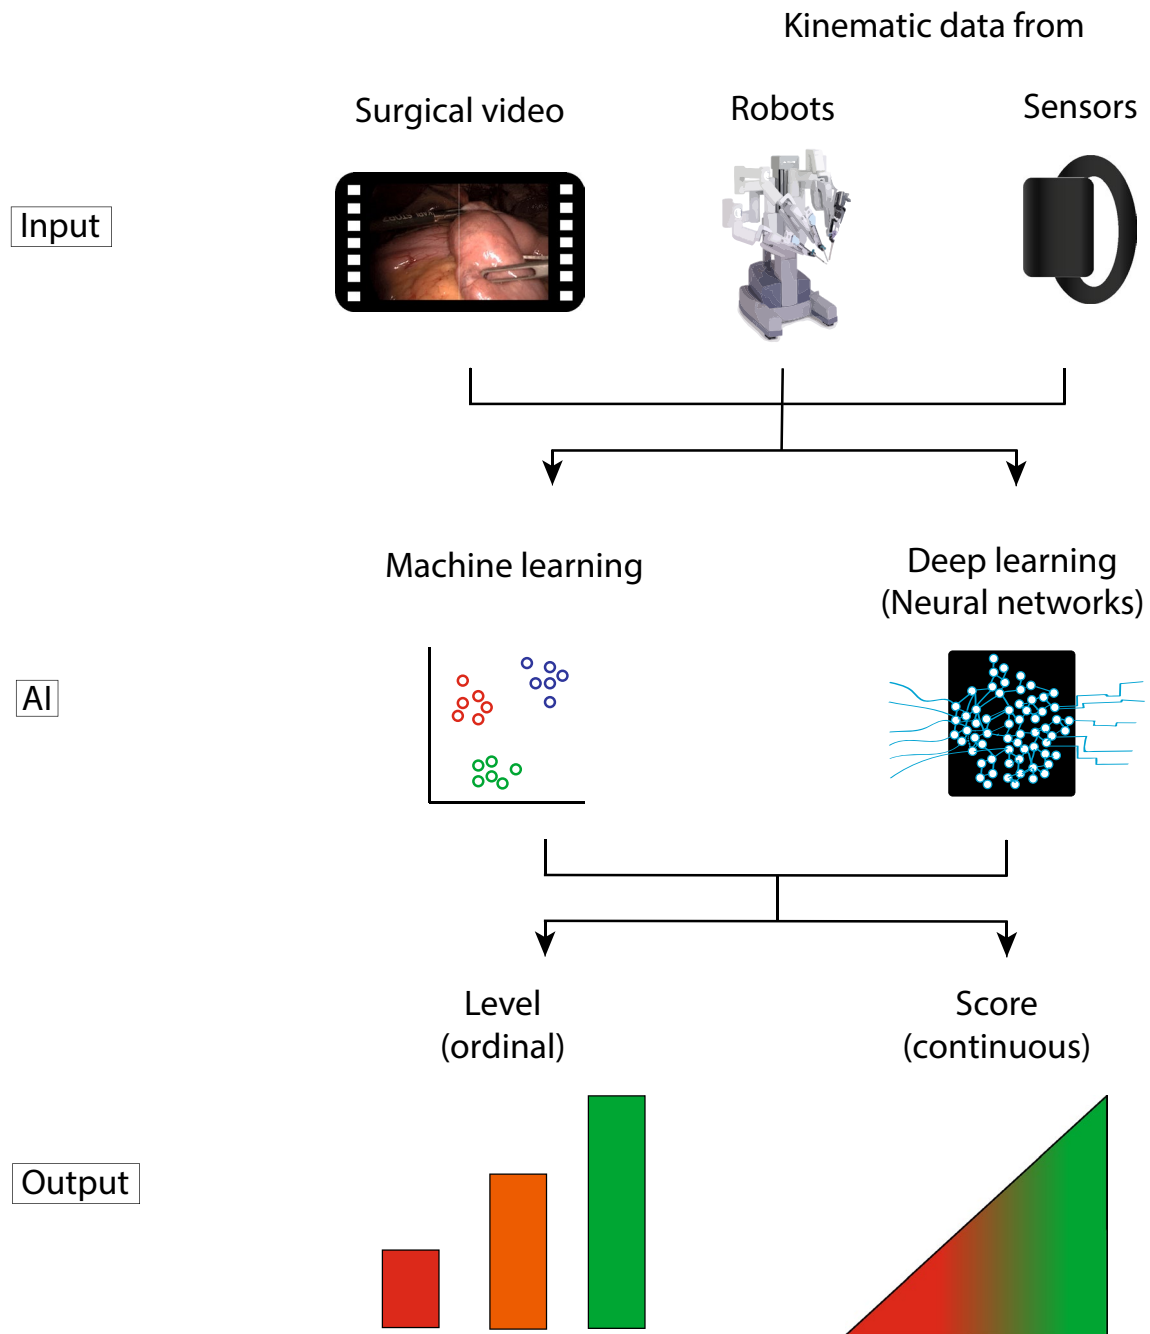 Kinematic data from
Surgical video
Robots
Sensors
Input
Machine learning
Deep learning
(Neural networks)
AI
Level
(ordinal)
Score
(continuous)
Output